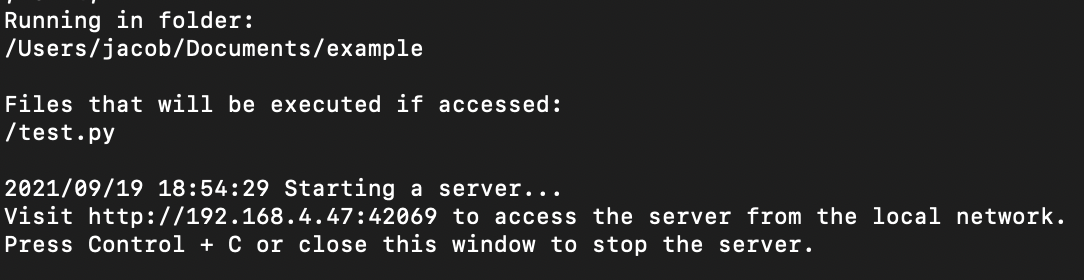 Running in folder:
/Users/jacob/Documents/example
Files that will be executed if accessed:
/test.py
2021/09/19 18:54:29 Starting a server...
Visit http://192.168.4.47:42069 to access the server from the local network.
Press Control + C or close this window to stop the server.